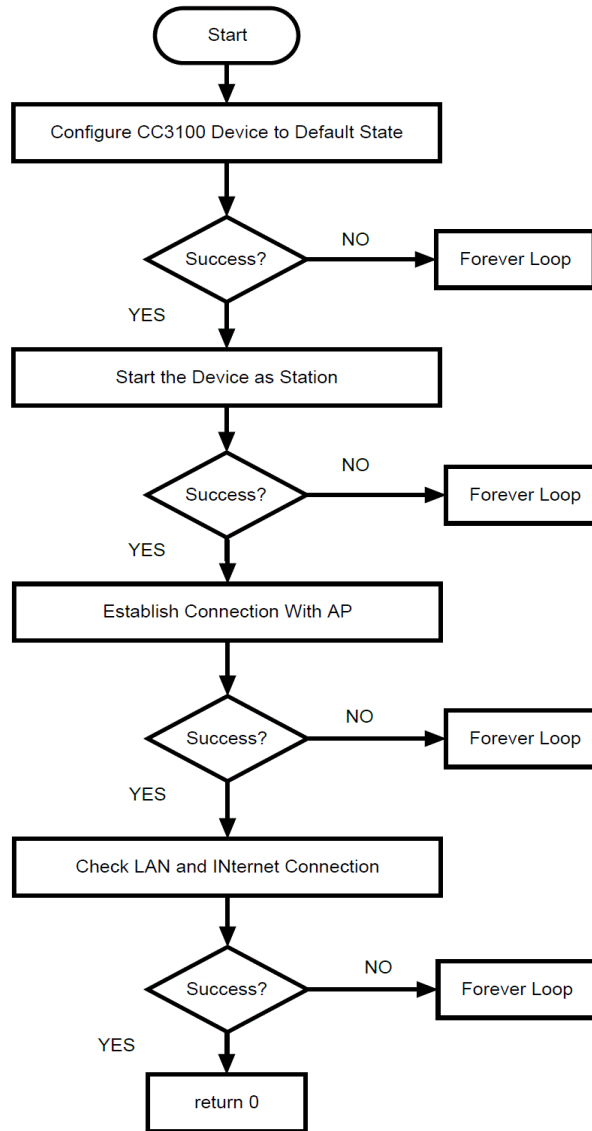 Start
Configure CC3100 Device to Default State
Success?
NO
Forever Loop
YES
Start the Device as Station
Success?
NO
Forever Loop
YES
Establish Connection With AP
Success?
NO
Forever Loop
YES
Check LAN and INternet Connection
Success?
NO
Forever Loop
YES
return 0